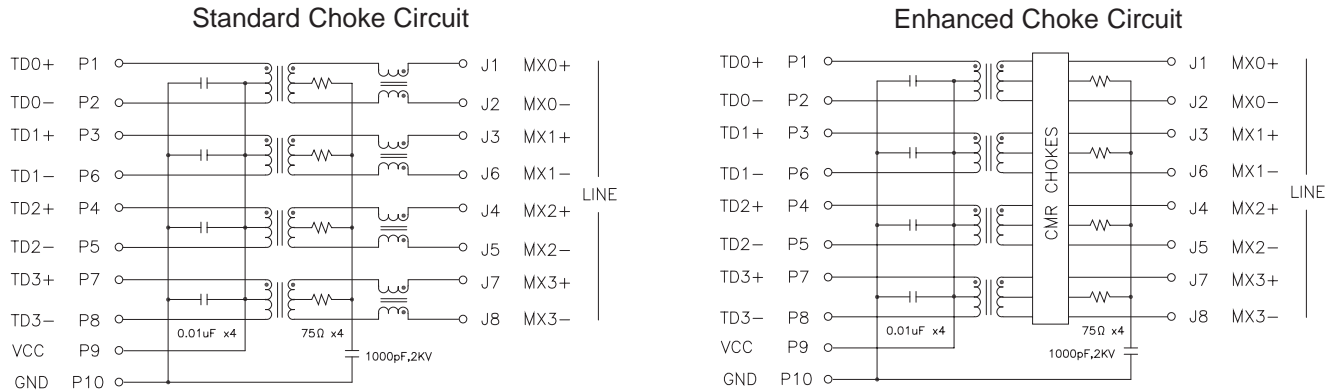 Standard Choke Circuit
TD0+ P1 J1 MX0+
TD0- P2 J2 MX0-
TD1+ P3 J3 MX1+
TD1- P6 J6 MX1-
LINE
TD2+ P4 J4 MX2+
TD2- P5 J5 MX2-
TD3+ P7 J7 MX3+
TD3- P8 J8 MX3-
0.01uF x4 75Ω x4
VCC P9
1000pF,2KV
GND P10
Enhanced Choke Circuit
TD0+ P1 J1 MX0+
TD0- P2 J2 MX0-
TD1+ P3 J3 MX1+
TD1- P6 J6 MX1-
CMR CHOKES
LINE
TD2+ P4 J4 MX2+
TD2- P5 J5 MX2-
TD3+ P7 J7 MX3+
TD3- P8 J8 MX3-
0.01uF x4 75Ω x4
VCC P9
1000pF,2KV
GND P10